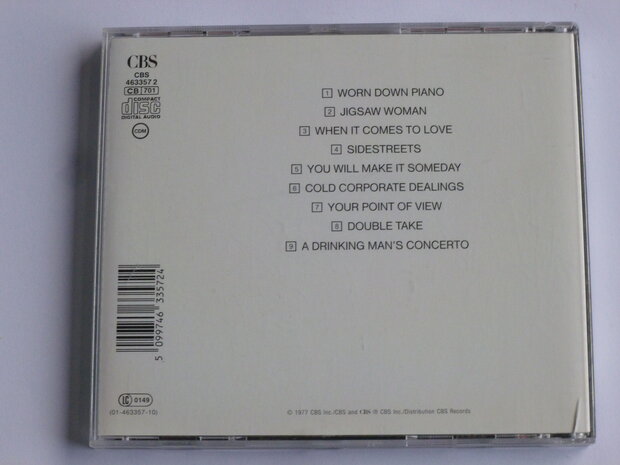 CBS
CBS
463357 2
CB 701
COMPACT
disc
DIGITAL AUDIO
CDM
1 WORN DOWN PIANO
2 JIGSAW WOMAN
3 WHEN IT COMES TO LOVE
4 SIDESTREETS
5 YOU WILL MAKE IT SOMEDAY
6 COLD CORPORATE DEALINGS
7 YOUR POINT OF VIEW
8 DOUBLE TAKE
9 A DRINKING MAN'S CONCERTO
5 099746 335724
LC 0149
(01-463357-10)
© 1977 CBS Inc./CBS and CBS ® CBS Inc./Distribution CBS Records